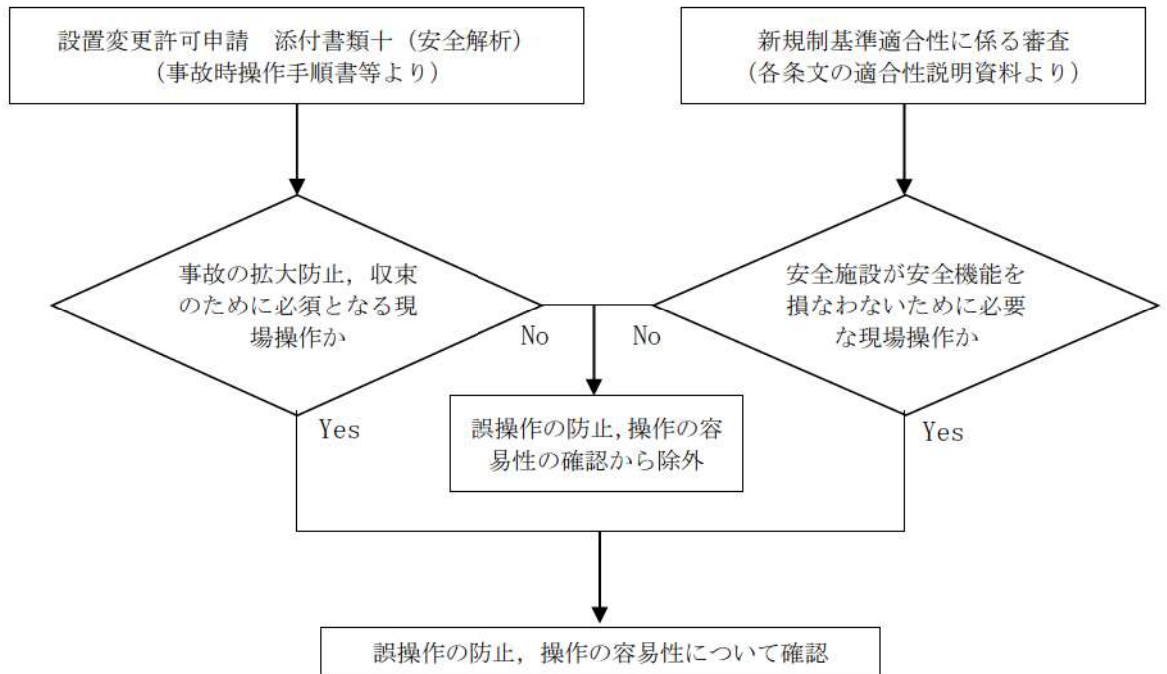 設置変更許可申請　添付書類十（安全解析）
（事故時操作手順書等より）
新規制基準適合性に係る審査
（各条文の適合性説明資料より）
事故の拡大防止，収束
のために必須となる現
場操作か
安全施設が安全機能を
損なわないために必要
な現場操作か
No
No
Yes
誤操作の防止,操作の容
易性の確認から除外
Yes
誤操作の防止，操作の容易性について確認